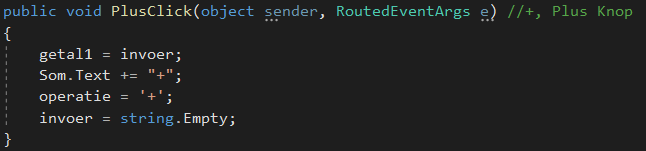 public void PlusClick(object sender, RoutedEventArgs e) //+, Plus Knop
{
getal1 = invoer;
Som.Text += "+";
operatie = '+';
invoer = string.Empty;
}